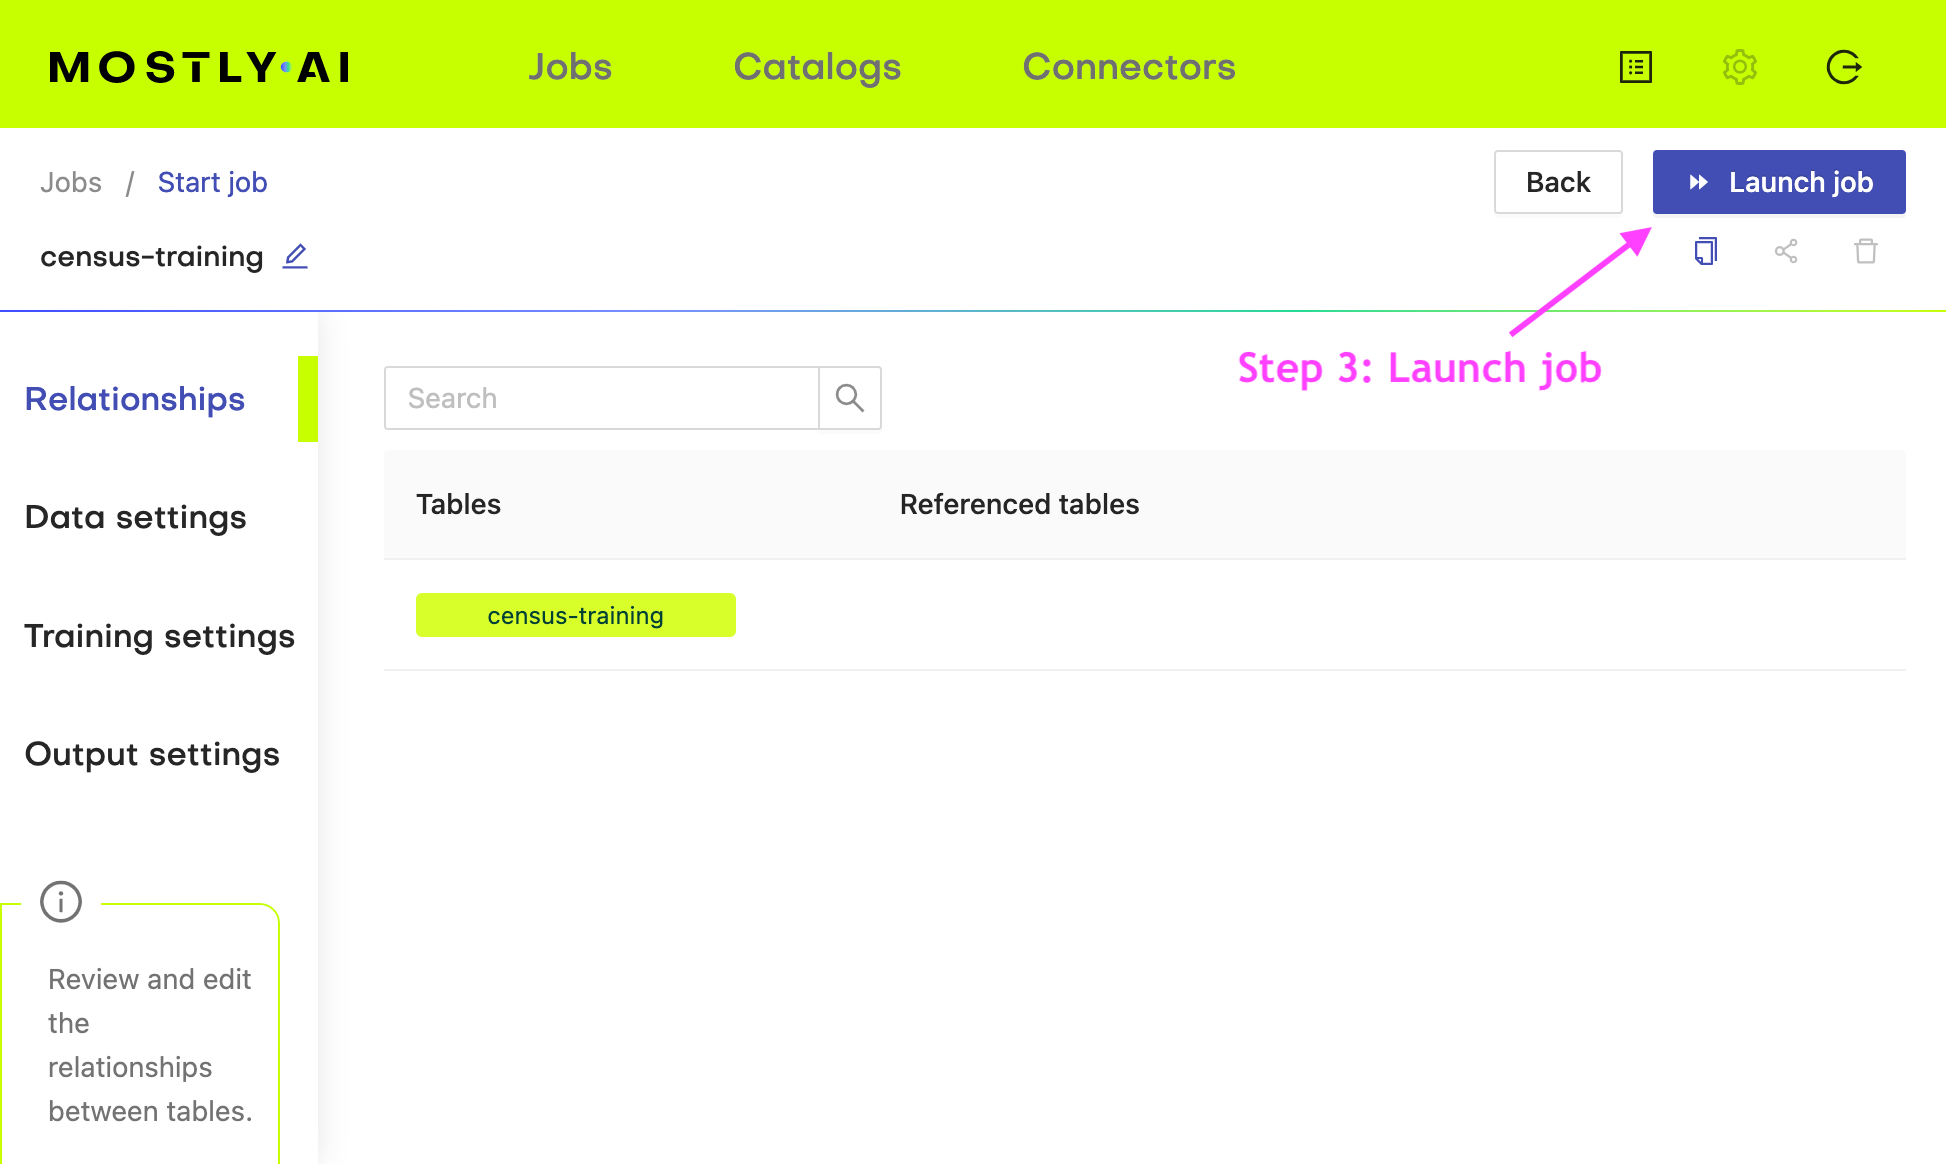 MOSTLY·AI
Jobs
Catalogs
Connectors
Jobs / Start job
Back
Launch job
census-training
Step 3: Launch job
Relationships
Data settings
Training settings
Output settings
Search
Tables
Referenced tables
census-training
Review and edit
the
relationships
between tables.